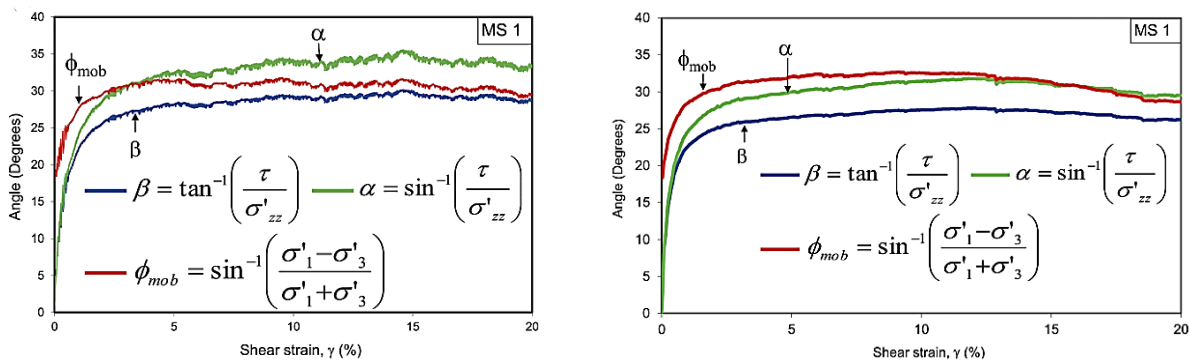 40
35
30
25
20
15
10
5
0
Angle (Degrees)
MS 1
α
ϕmob
β
β = tan⁻¹(τ/σ'zz) α = sin⁻¹(τ/σ'zz)
ϕmob = sin⁻¹((σ'1−σ'3)/(σ'1+σ'3))
0 5 10 15 20
Shear strain, γ (%)
40
35
30
25
20
15
10
5
0
Angle (Degrees)
MS 1
ϕmob
α
β
β = tan⁻¹(τ/σ'zz) α = sin⁻¹(τ/σ'zz)
ϕmob = sin⁻¹((σ'1−σ'3)/(σ'1+σ'3))
0 5 10 15 20
Shear strain, γ (%)